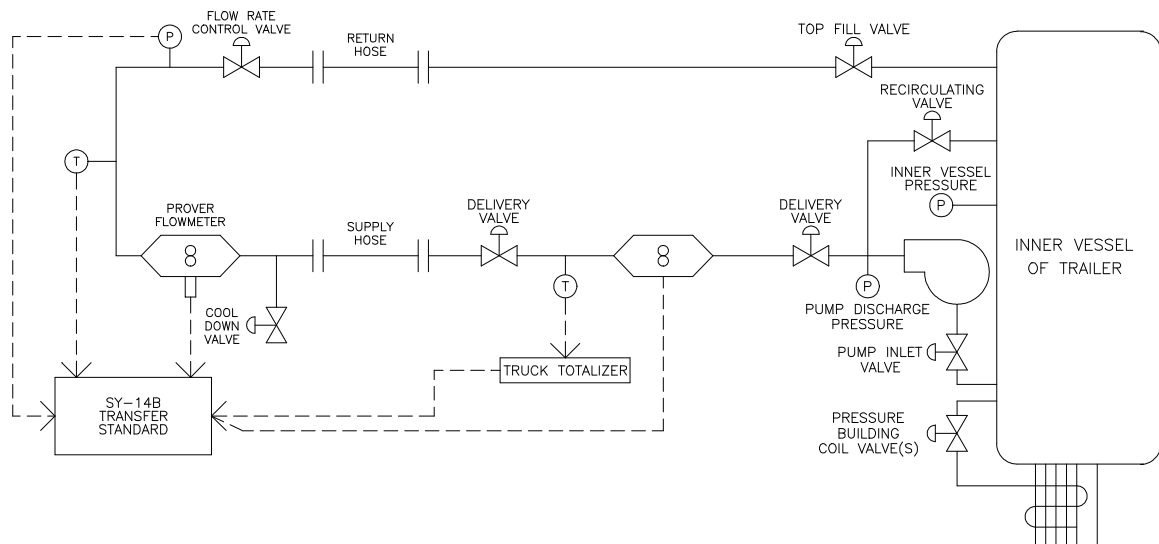 FLOW RATE
CONTROL VALVE
P
RETURN
HOSE
TOP FILL VALVE
RECIRCULATING
VALVE
T
INNER VESSEL
PRESSURE
P
PROVER
FLOWMETER
8
SUPPLY
HOSE
DELIVERY
VALVE
8
DELIVERY
VALVE
INNER VESSEL
OF TRAILER
T
P
PUMP DISCHARGE
PRESSURE
COOL
DOWN
VALVE
PUMP INLET
VALVE
TRUCK TOTALIZER
SY-14B
TRANSFER
STANDARD
PRESSURE
BUILDING
COIL VALVE(S)